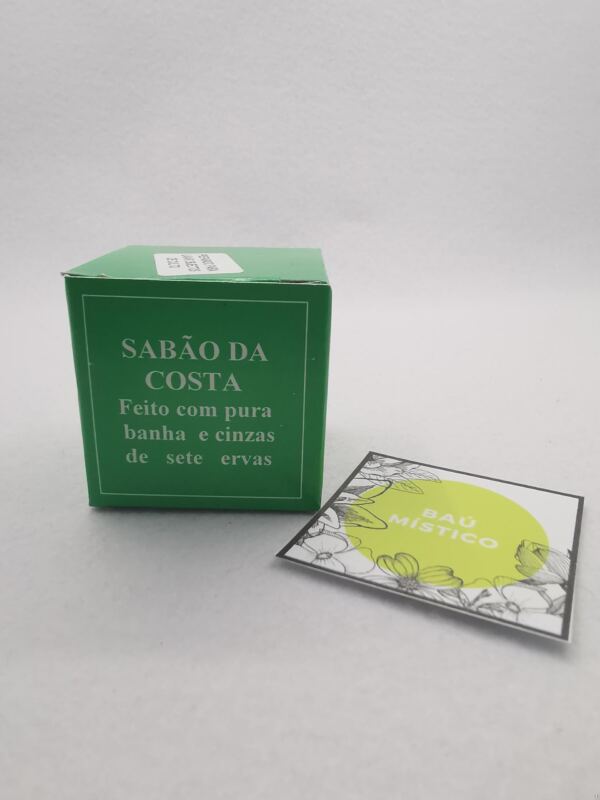 SABÃO DA
COSTA
Feito com pura
banha e cinzas
de sete ervas
BAÚ
MÍSTICO